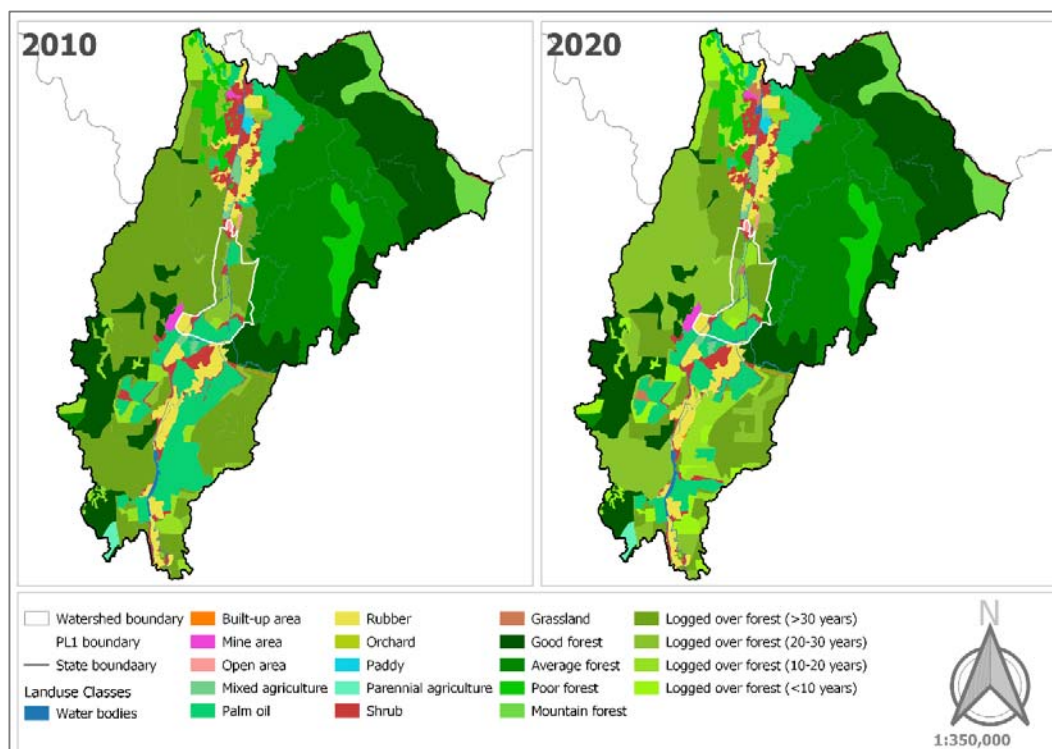 2010
2020
Watershed boundary
PL1 boundary
State boundaary
Landuse Classes
Water bodies
Built-up area
Mine area
Open area
Mixed agriculture
Palm oil
Rubber
Orchard
Paddy
Parennial agriculture
Shrub
Grassland
Good forest
Average forest
Poor forest
Mountain forest
Logged over forest (>30 years)
Logged over forest (20-30 years)
Logged over forest (10-20 years)
Logged over forest (<10 years)
N
1:350,000